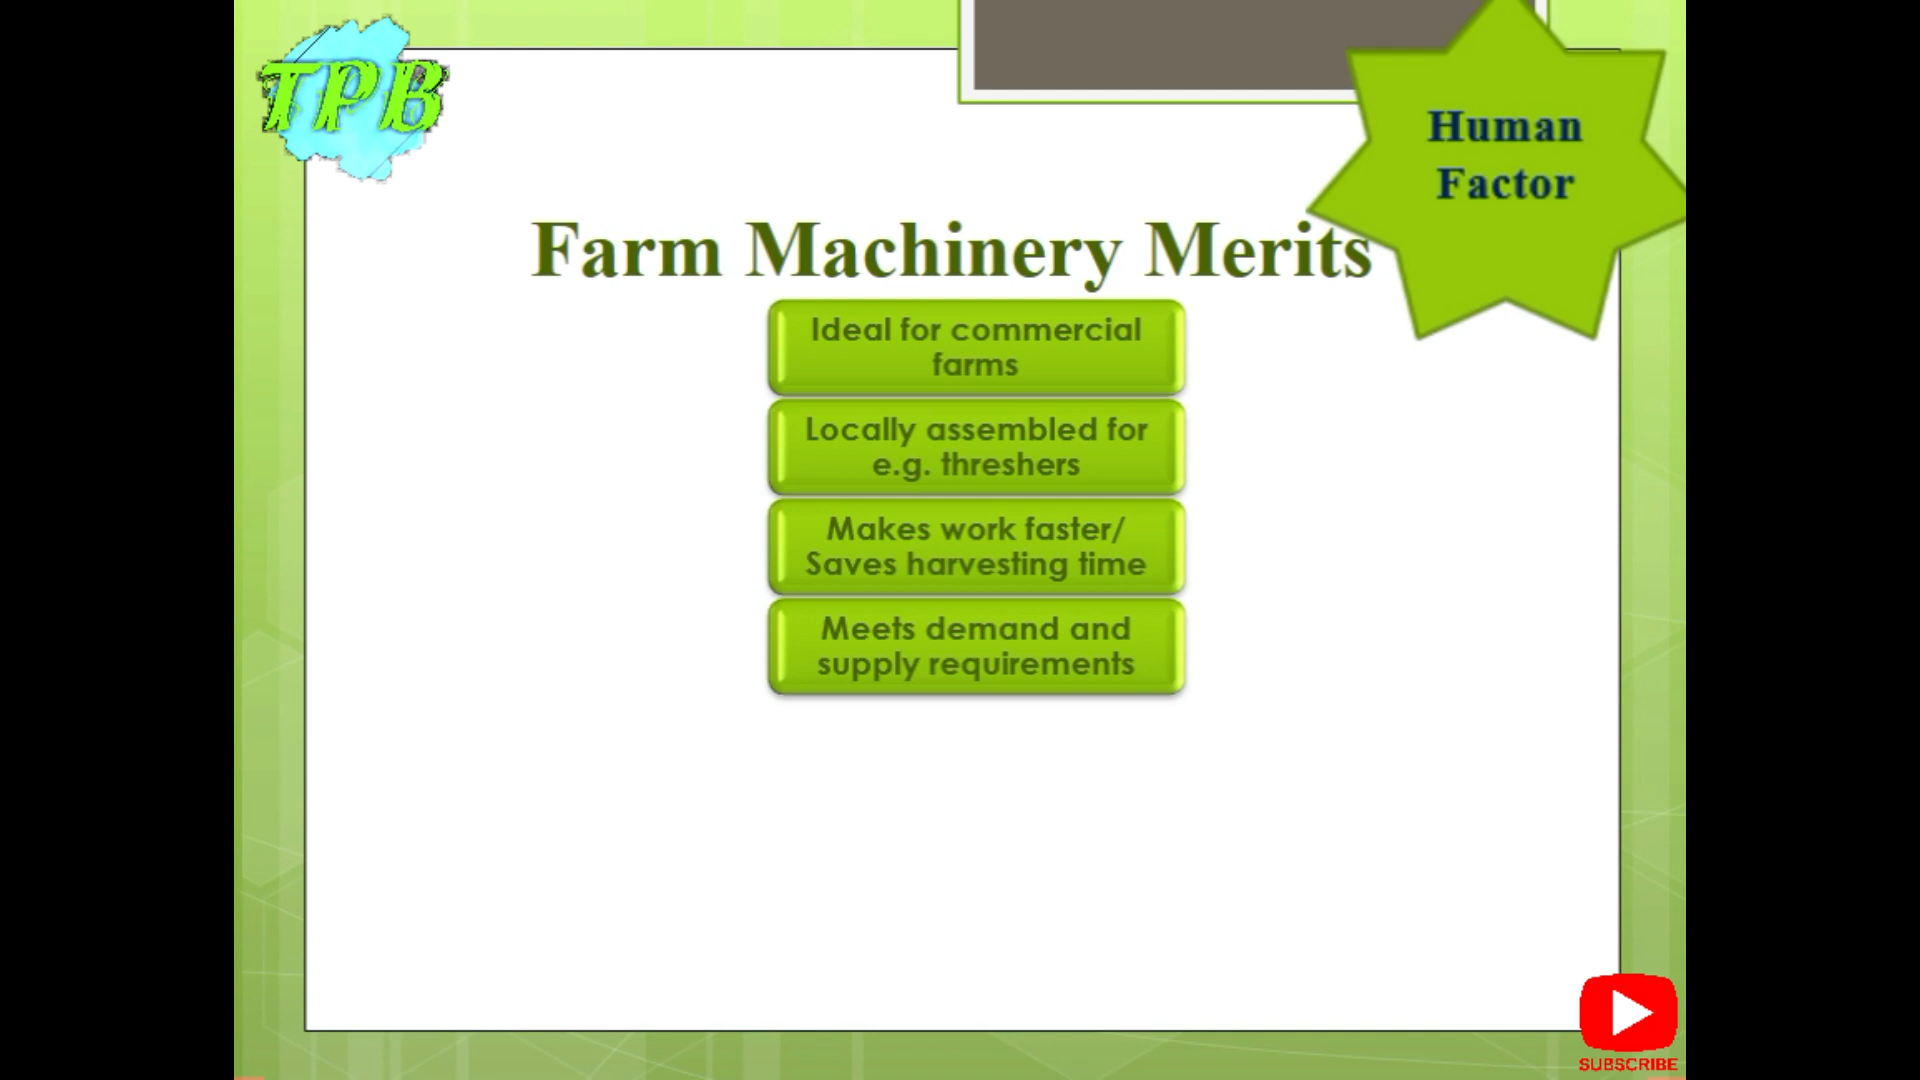 TPB
Human
Factor
Farm Machinery Merits
Ideal for commercial
farms
Locally assembled for
e.g. threshers
Makes work faster/
Saves harvesting time
Meets demand and
supply requirements
SUBSCRIBE